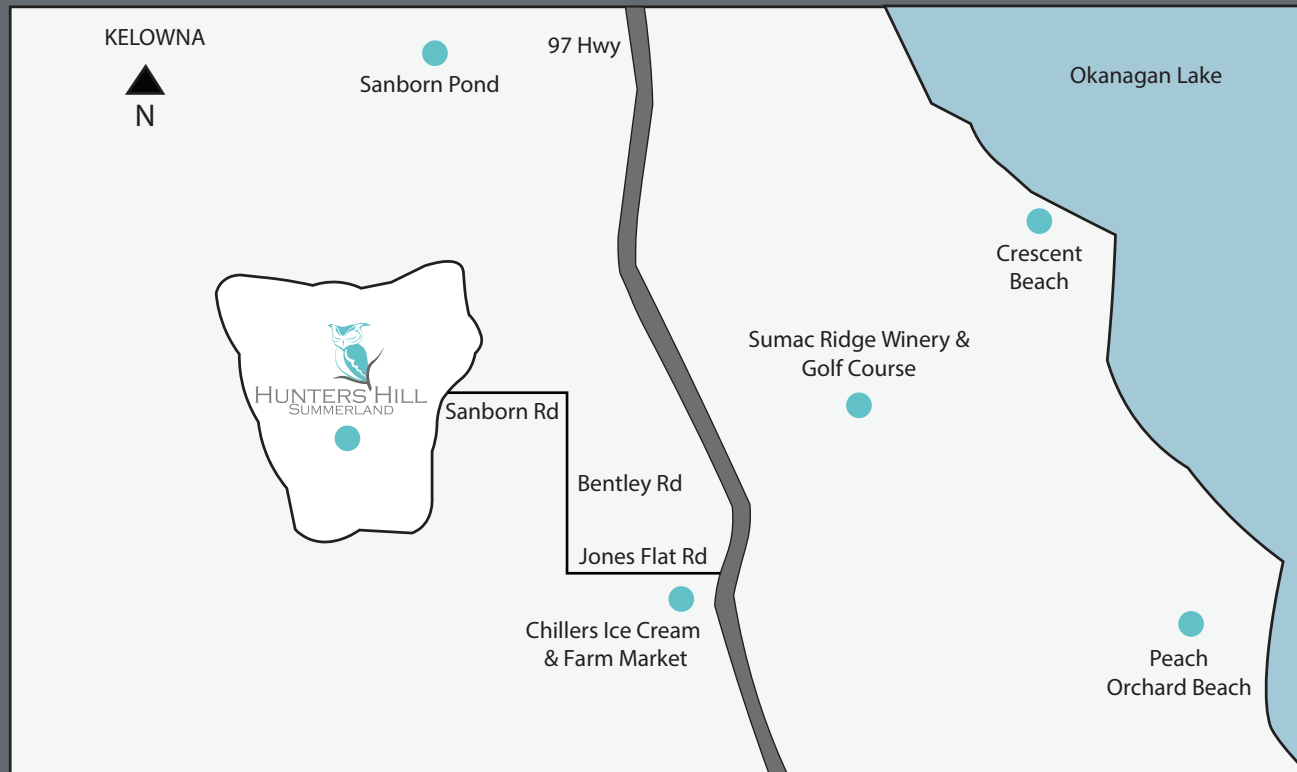 KELOWNA
N
Sanborn Pond
97 Hwy
Okanagan Lake
Crescent
Beach
Sumac Ridge Winery &
Golf Course
HUNTERS HILL
SUMMERLAND
Sanborn Rd
Bentley Rd
Jones Flat Rd
Chillers Ice Cream
& Farm Market
Peach
Orchard Beach